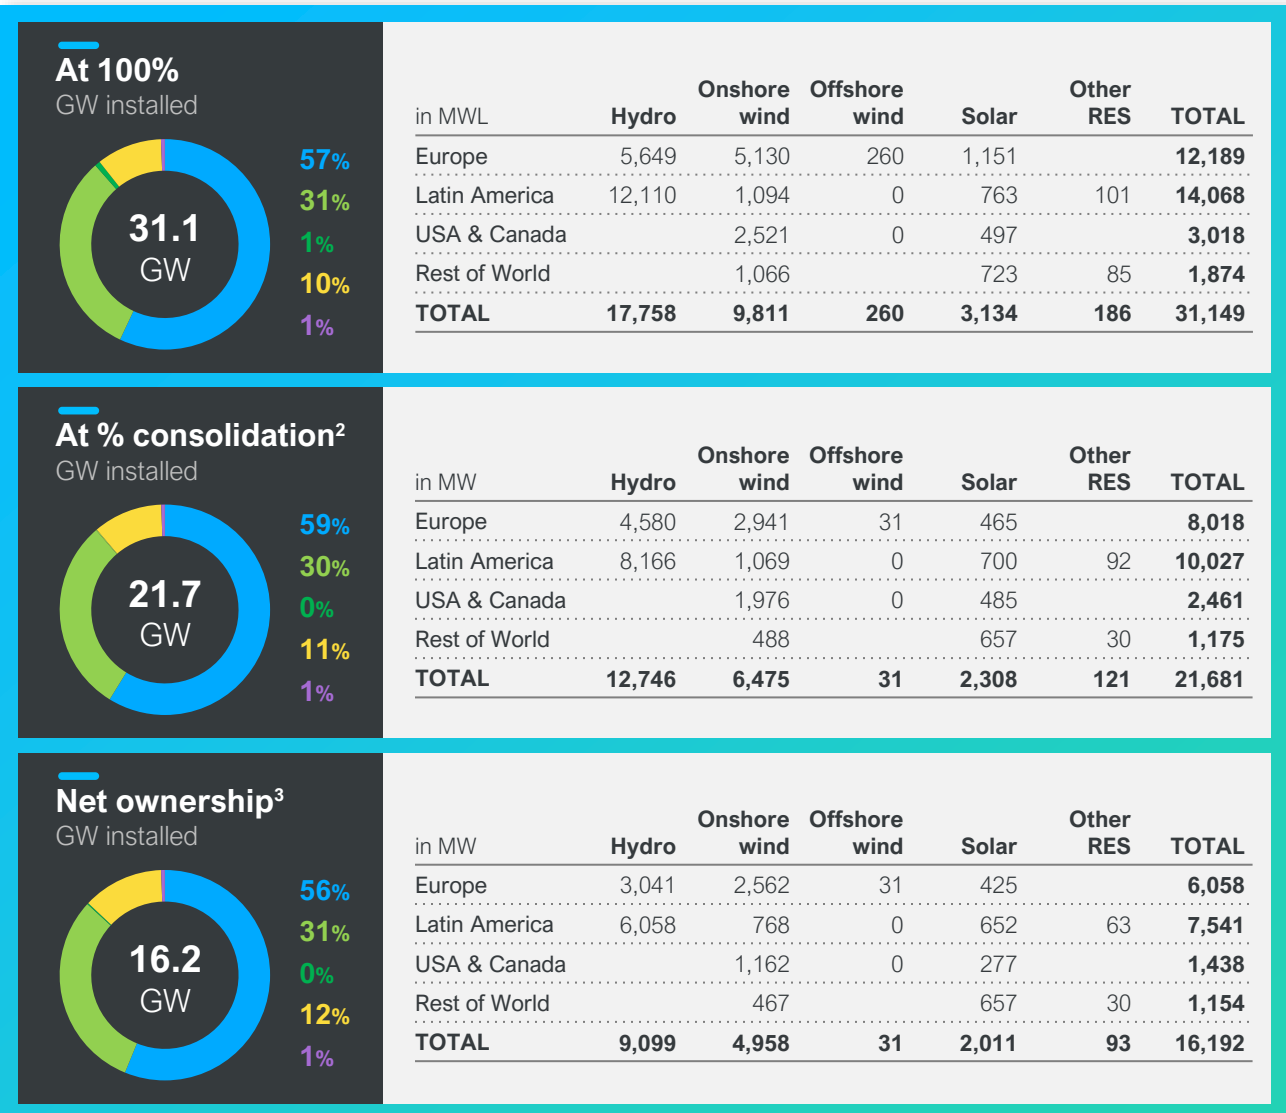 At 100%
GW installed
31.1
GW
57%
31%
1%
10%
1%
in MWL Hydro Onshore wind Offshore wind Solar Other RES TOTAL
Europe 5,649 5,130 260 1,151 12,189
Latin America 12,110 1,094 0 763 101 14,068
USA & Canada 2,521 0 497 3,018
Rest of World 1,066 723 85 1,874
TOTAL 17,758 9,811 260 3,134 186 31,149
At % consolidation²
GW installed
21.7
GW
59%
30%
0%
11%
1%
in MW Hydro Onshore wind Offshore wind Solar Other RES TOTAL
Europe 4,580 2,941 31 465 8,018
Latin America 8,166 1,069 0 700 92 10,027
USA & Canada 1,976 0 485 2,461
Rest of World 488 657 30 1,175
TOTAL 12,746 6,475 31 2,308 121 21,681
Net ownership³
GW installed
16.2
GW
56%
31%
0%
12%
1%
in MW Hydro Onshore wind Offshore wind Solar Other RES TOTAL
Europe 3,041 2,562 31 425 6,058
Latin America 6,058 768 0 652 63 7,541
USA & Canada 1,162 0 277 1,438
Rest of World 467 657 30 1,154
TOTAL 9,099 4,958 31 2,011 93 16,192